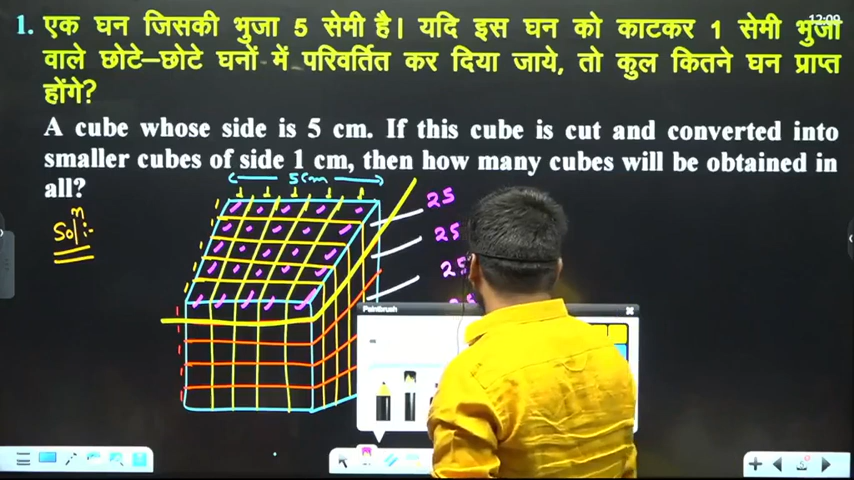 12:09
1. एक घन जिसकी भुजा 5 सेमी है। यदि इस घन को काटकर 1 सेमी भुजा
वाले छोटे–छोटे घनों में परिवर्तित कर दिया जाये, तो कुल कितने घन प्राप्त
होंगे?
A cube whose side is 5 cm. If this cube is cut and converted into
smaller cubes of side 1 cm, then how many cubes will be obtained in
all?
5cm
Solⁿ:-
25
25
25
Paintbrush